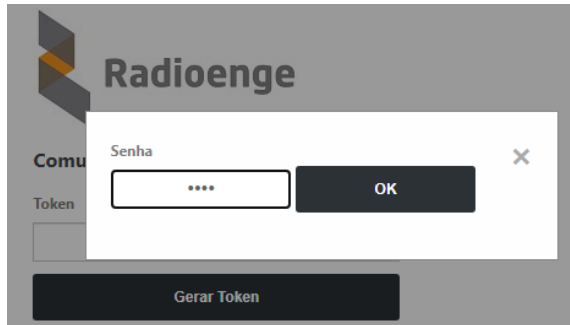 Radioenge
Comu
Senha
••••
OK
×
Token
Gerar Token